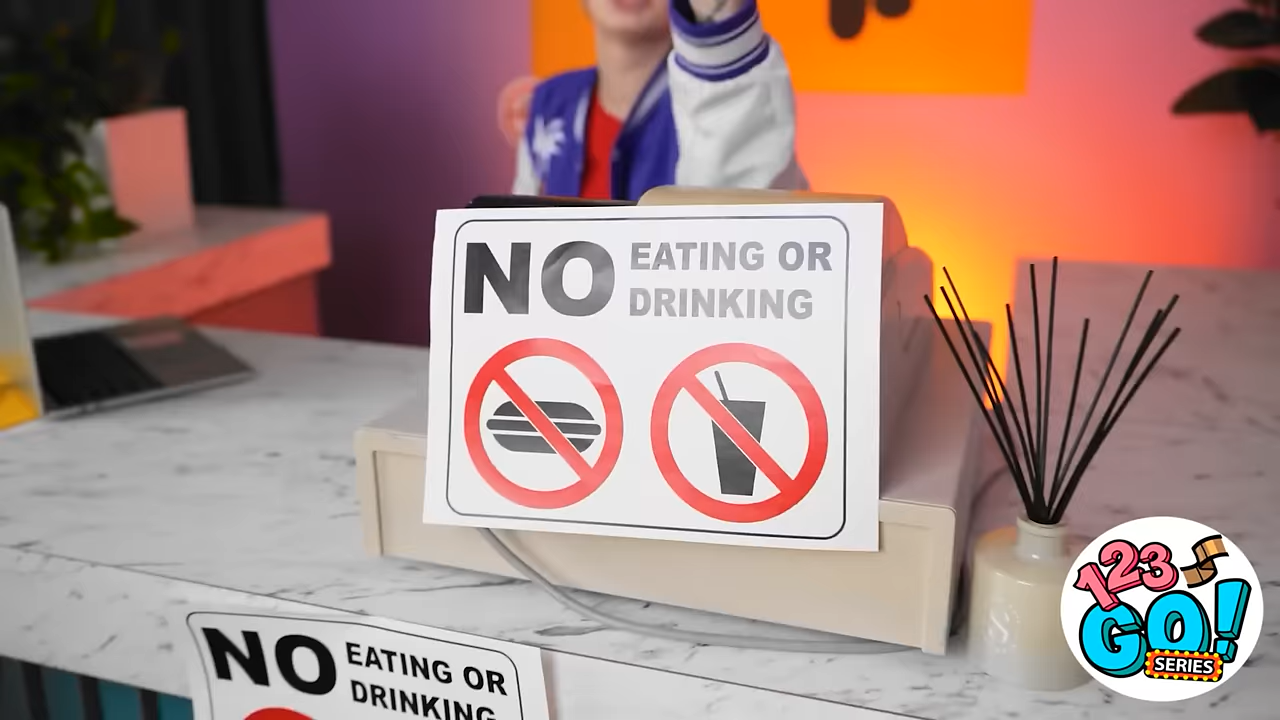 NO EATING OR
DRINKING
NO EATING OR
DRINKING
123
GO!
SERIES